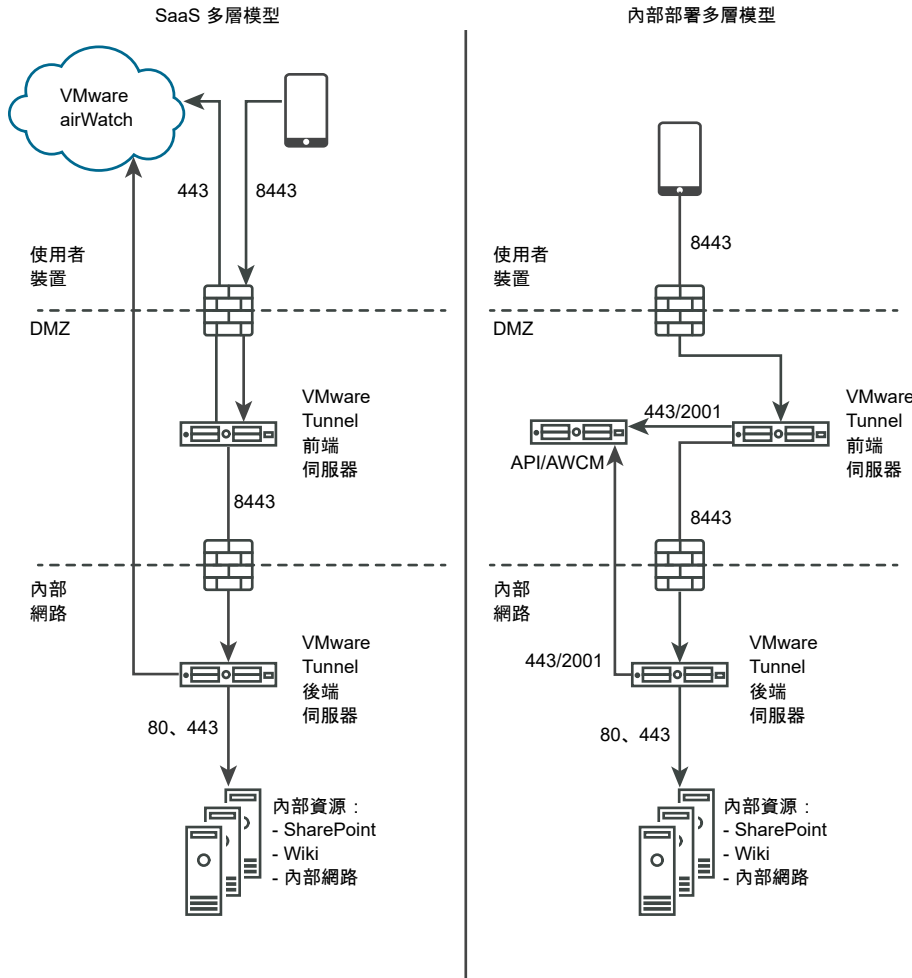 SaaS 多層模型
VMware
airWatch
443
8443
使用者
裝置
DMZ
VMware
Tunnel
前端
伺服器
8443
內部
網路
VMware
Tunnel
後端
伺服器
80、443
內部資源：
- SharePoint
- Wiki
- 內部網路
內部部署多層模型
8443
使用者
裝置
DMZ
443/2001
API/AWCM
VMware
Tunnel
前端
伺服器
8443
內部
網路
443/2001
VMware
Tunnel
後端
伺服器
80、443
內部資源：
- SharePoint
- Wiki
- 內部網路